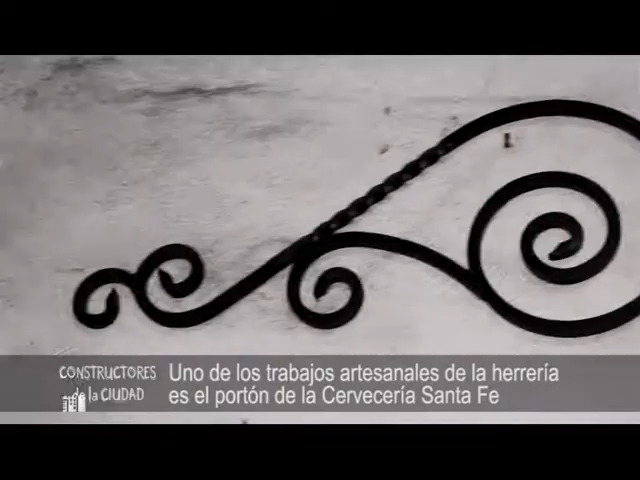 CONSTRUCTORES
de la CIUDAD
Uno de los trabajos artesanales de la herrería
es el portón de la Cervecería Santa Fe